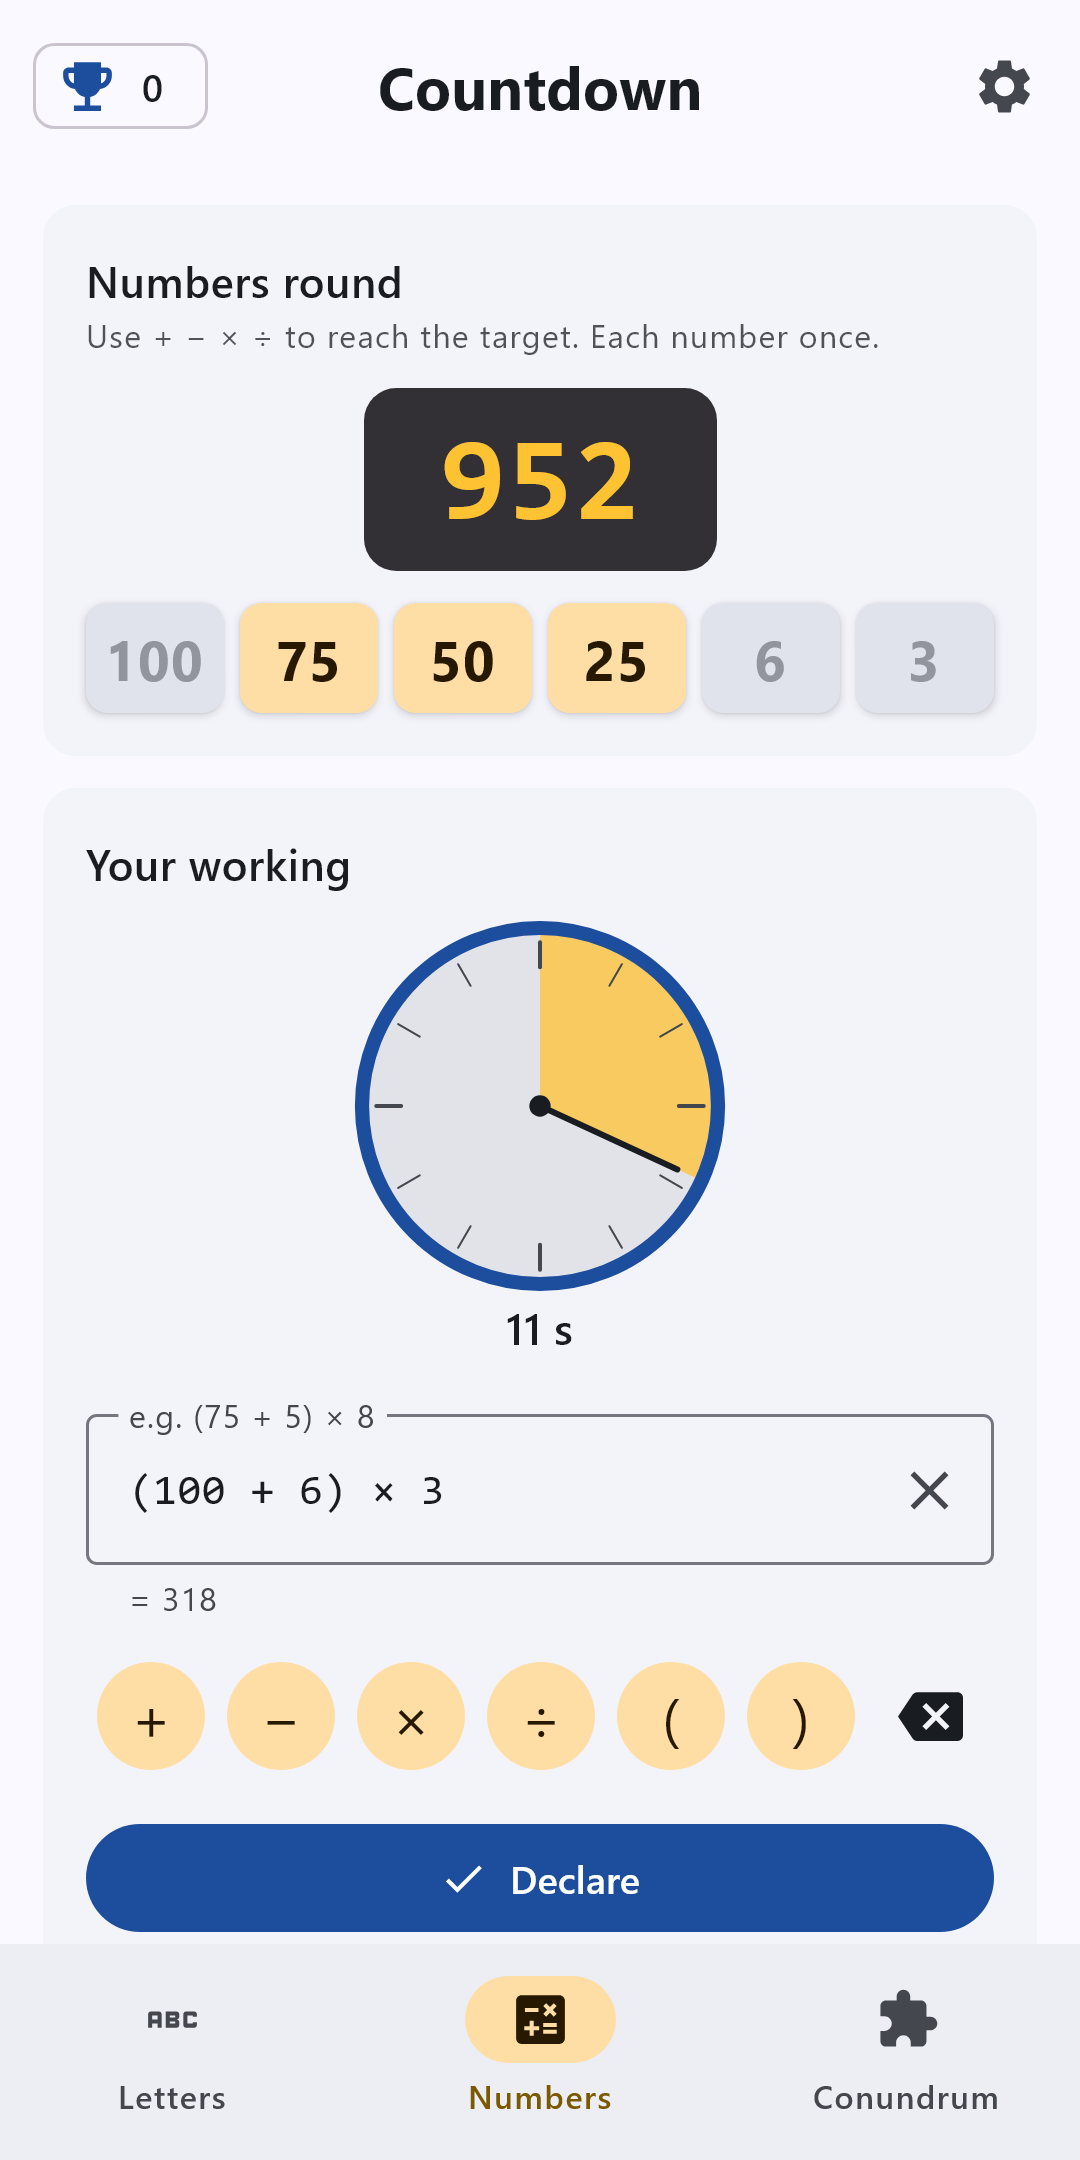 0
Countdown
Numbers round
Use + − × ÷ to reach the target. Each number once.
952
100 75 50 25 6 3
Your working
11 s
e.g. (75 + 5) × 8
(100 + 6) × 3
= 318
+ − × ÷ ( )
Declare
ABC
Letters Numbers Conundrum